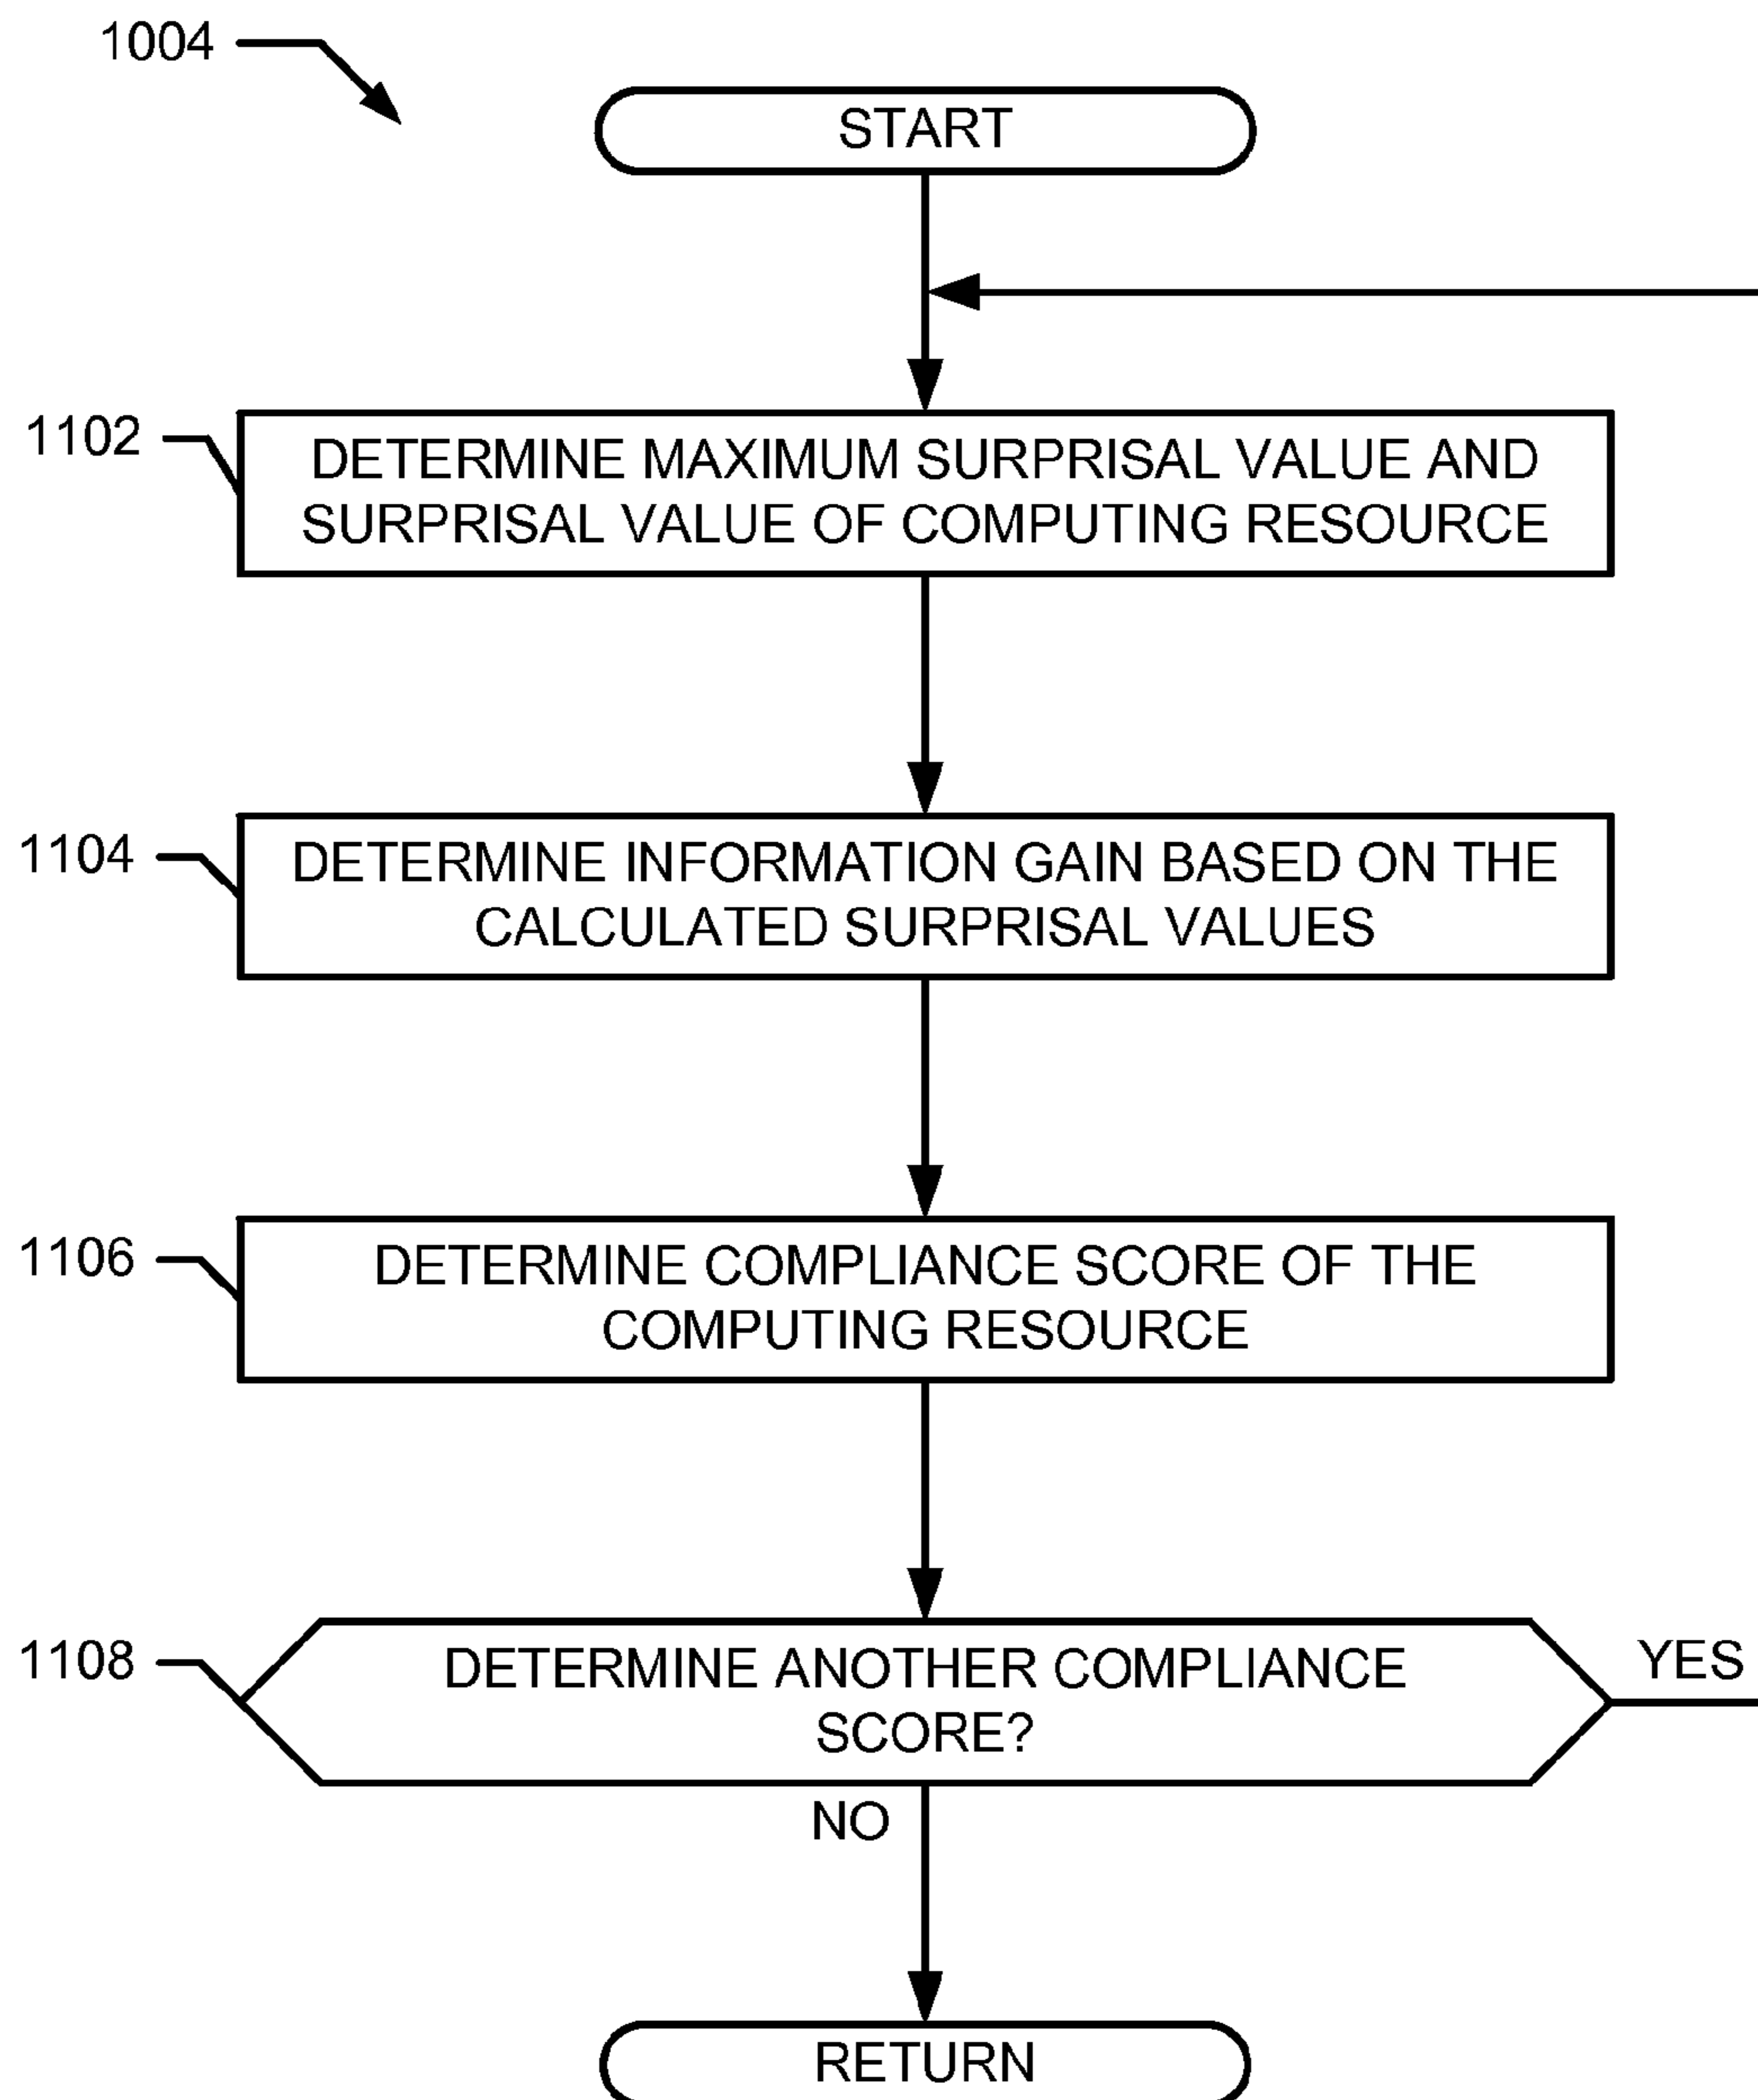 1004
START
1102
DETERMINE MAXIMUM SURPRISAL VALUE AND
SURPRISAL VALUE OF COMPUTING RESOURCE
1104
DETERMINE INFORMATION GAIN BASED ON THE
CALCULATED SURPRISAL VALUES
1106
DETERMINE COMPLIANCE SCORE OF THE
COMPUTING RESOURCE
1108
DETERMINE ANOTHER COMPLIANCE
SCORE?
YES
NO
RETURN